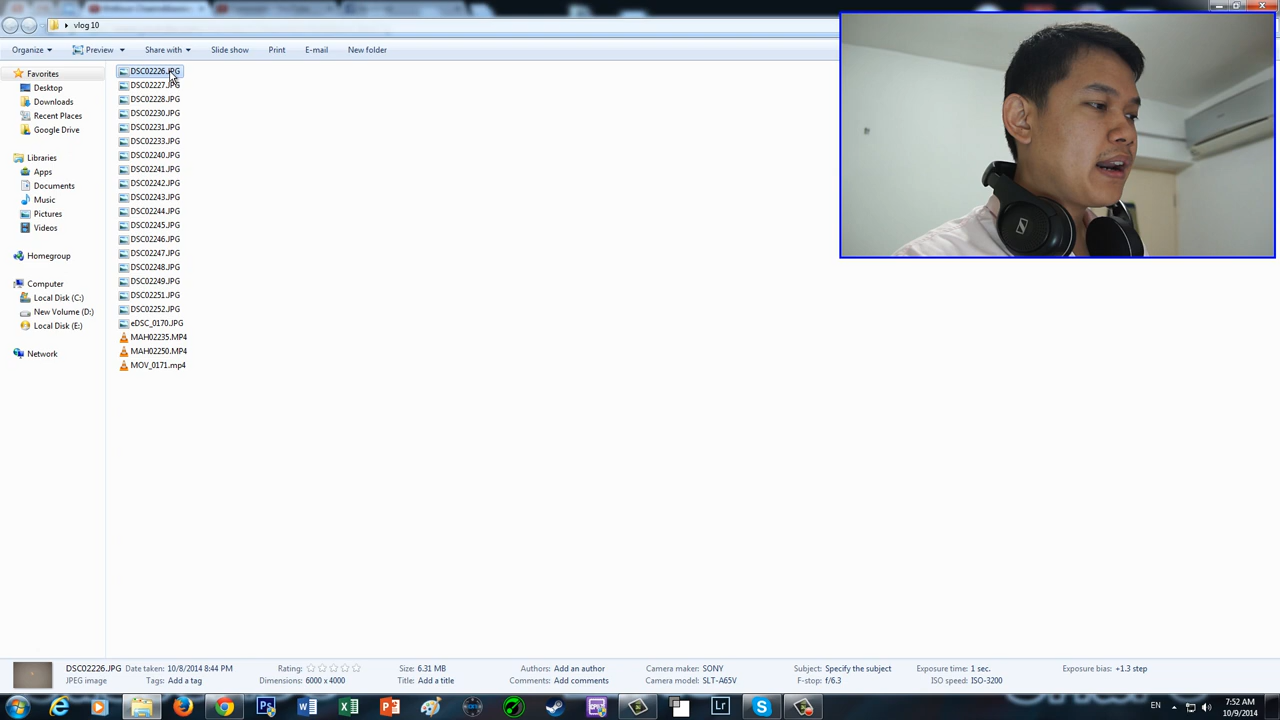 vlog 10
Organize Preview Share with Slide show Print E-mail New folder
Favorites
Desktop
Downloads
Recent Places
Google Drive
Libraries
Apps
Documents
Music
Pictures
Videos
Homegroup
Computer
Local Disk (C:)
New Volume (D:)
Local Disk (E:)
Network
DSC02226.JPG
DSC02227.JPG
DSC02228.JPG
DSC02230.JPG
DSC02231.JPG
DSC02233.JPG
DSC02240.JPG
DSC02241.JPG
DSC02242.JPG
DSC02243.JPG
DSC02244.JPG
DSC02245.JPG
DSC02246.JPG
DSC02247.JPG
DSC02248.JPG
DSC02249.JPG
DSC02251.JPG
DSC02252.JPG
eDSC_0170.JPG
MAH02235.MP4
MAH02250.MP4
MOV_0171.mp4
DSC02226.JPG Date taken: 10/8/2014 8:44 PM Rating: Size: 6.31 MB Authors: Add an author Camera maker: SONY Subject: Specify the subject Exposure time: 1 sec. Exposure bias: +1.3 step
JPEG image Tags: Add a tag Dimensions: 6000 x 4000 Title: Add a title Comments: Add comments Camera model: SLT-A65V F-stop: f/6.3 ISO speed: ISO-3200
EN 7:52 AM
10/9/2014